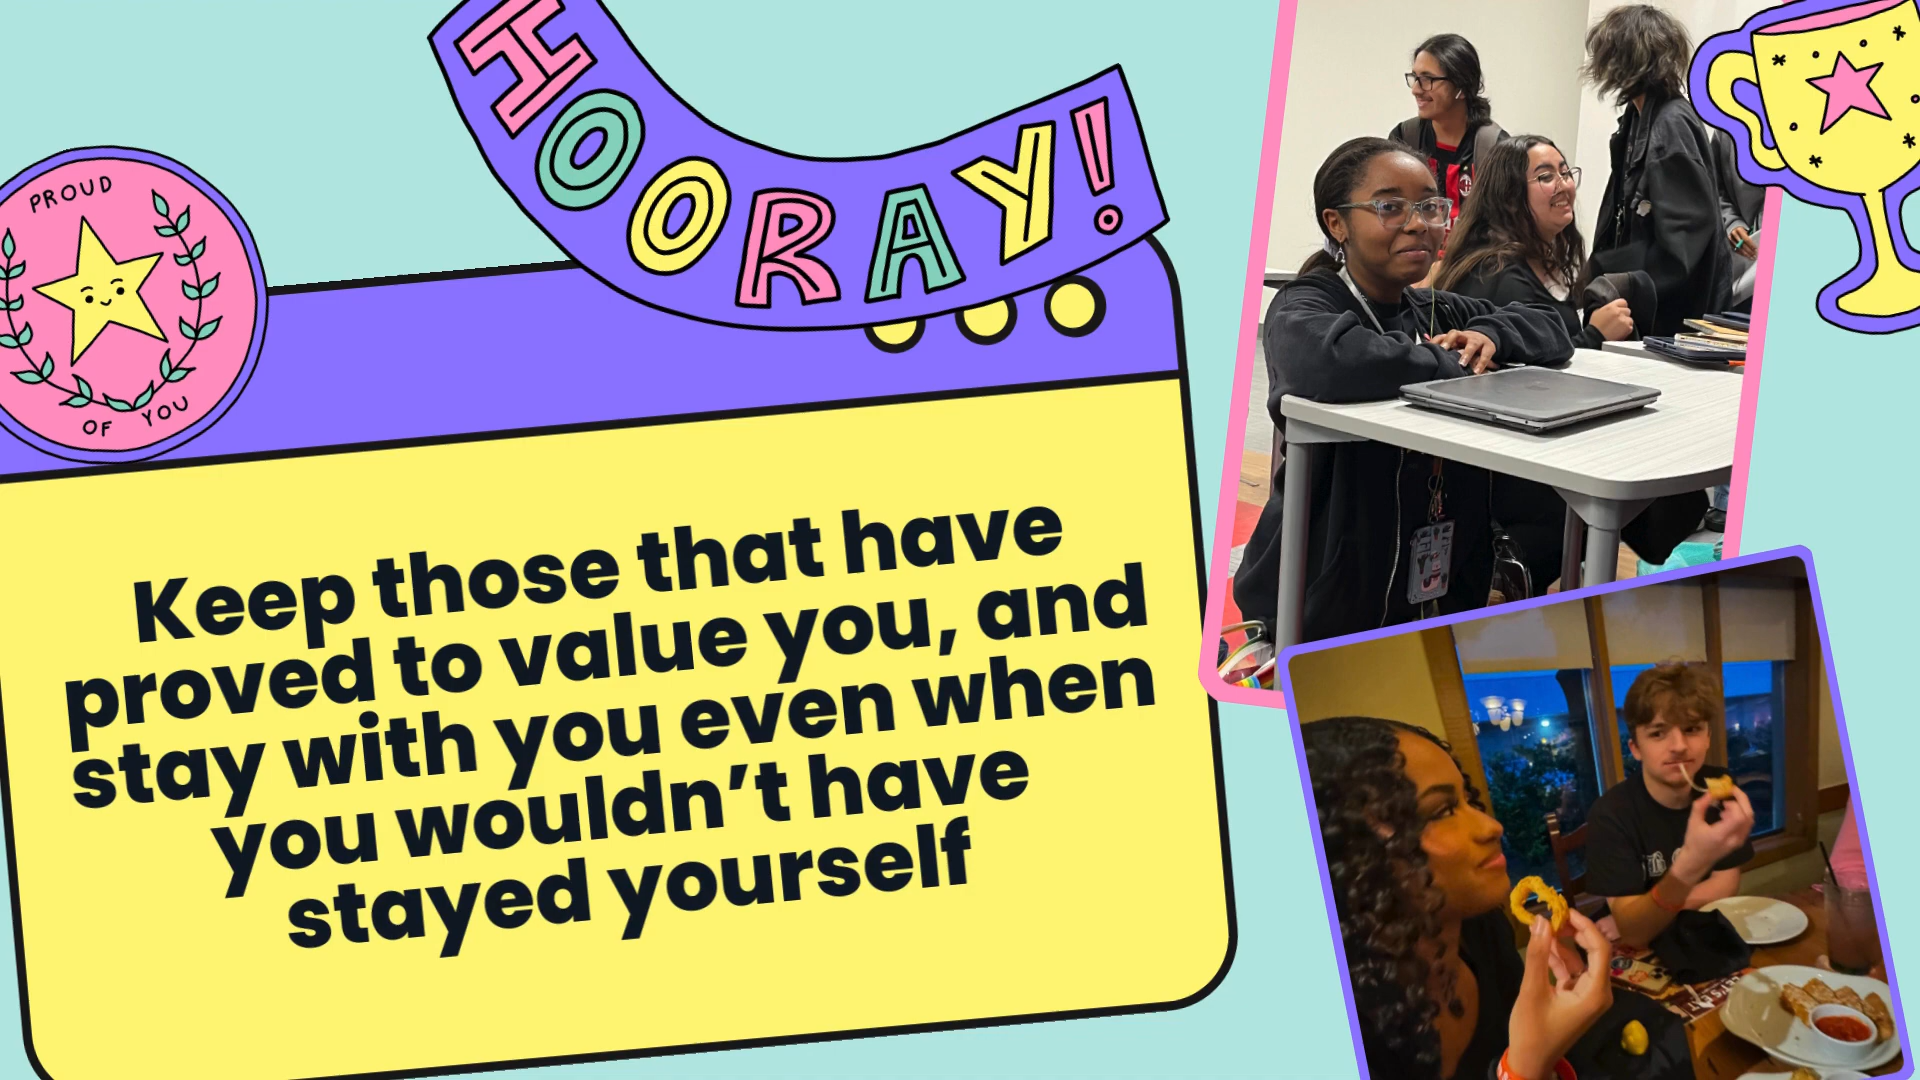 HOORAY!
PROUD
OF YOU
Keep those that have
proved to value you, and
stay with you even when
you wouldn’t have
stayed yourself